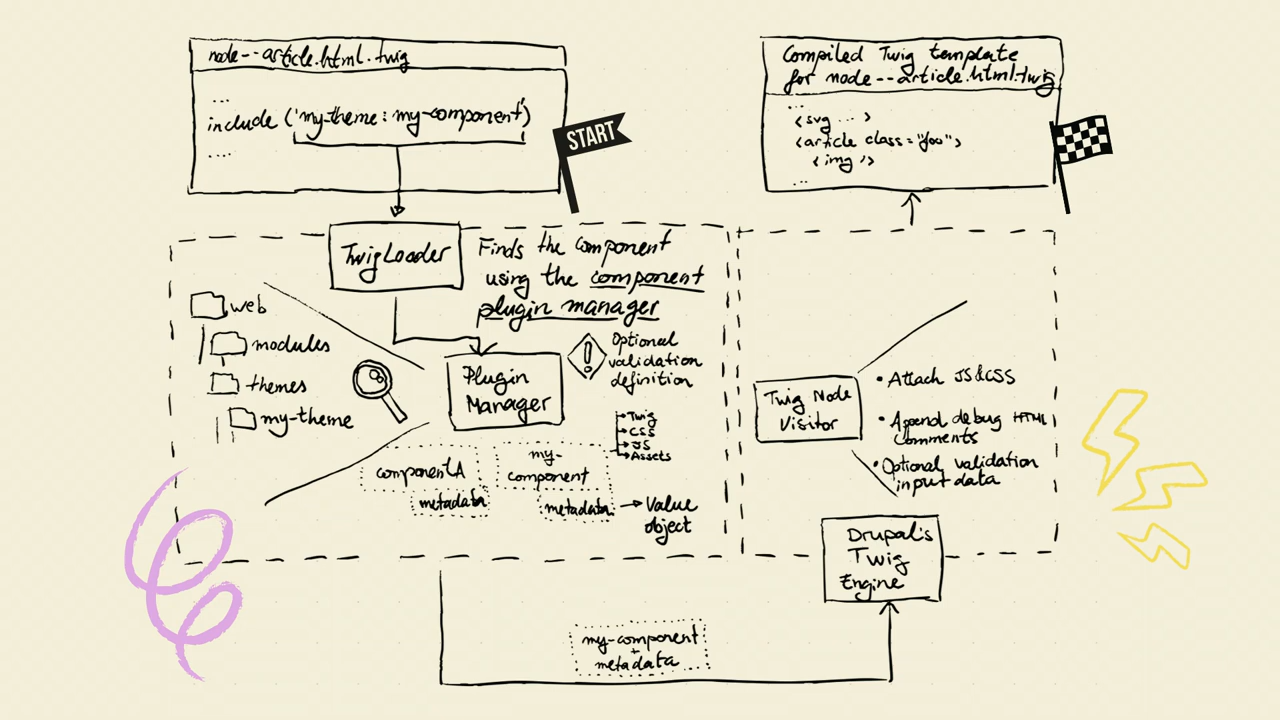 node--article.html.twig
...
include ('my-theme:my-component')
....
START
Compiled Twig template
for node--article.html.twig
...
<svg ... >
<article class="foo">
<img />
...
TwigLoader
Finds the component
using the component
plugin manager
web
modules
themes
my-theme
Plugin
Manager
!
Optional
validation
definition
Twig
CSS
JS
Assets
componentA
metadata
my-
component
metadata
Value
object
Twig Node
Visitor
• Attach JS&CSS
• Append debug HTML
comments
• Optional validation
input data
Drupal's
Twig
Engine
my-component
+
metadata